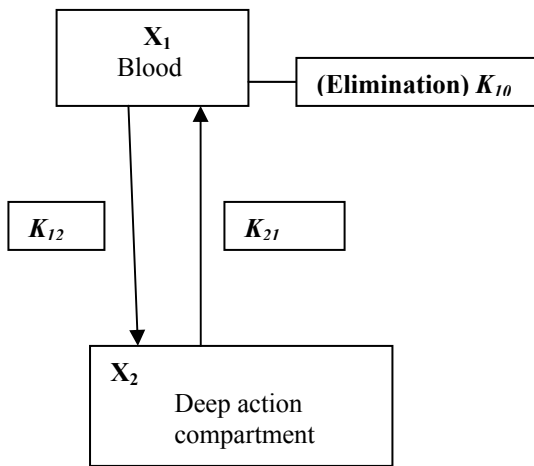 X₁
Blood
(Elimination) K₁₀
K₁₂
K₂₁
X₂
Deep action
compartment